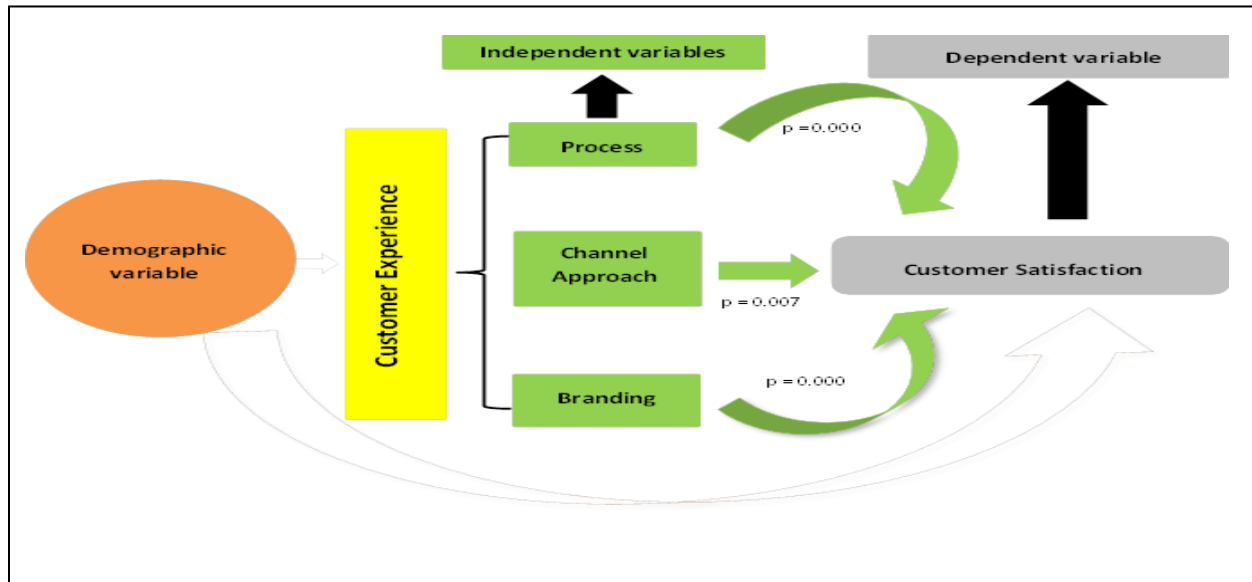 Independent variables
Dependent variable
Process
p =0.000
Demographic
variable
Customer Experience
Channel
Approach
p =0.007
Customer Satisfaction
Branding
p =0.000